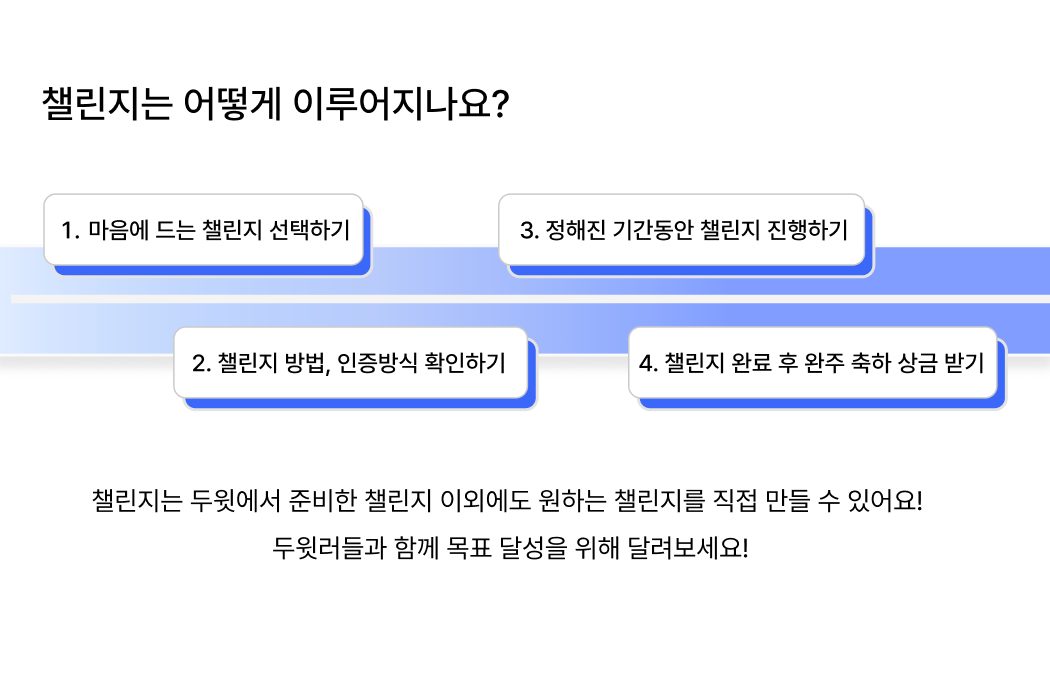 챌린지는 어떻게 이루어지나요?
1. 마음에 드는 챌린지 선택하기
2. 챌린지 방법, 인증방식 확인하기
3. 정해진 기간동안 챌린지 진행하기
4. 챌린지 완료 후 완주 축하 상금 받기
챌린지는 두윗에서 준비한 챌린지 이외에도 원하는 챌린지를 직접 만들 수 있어요!
두윗러들과 함께 목표 달성을 위해 달려보세요!